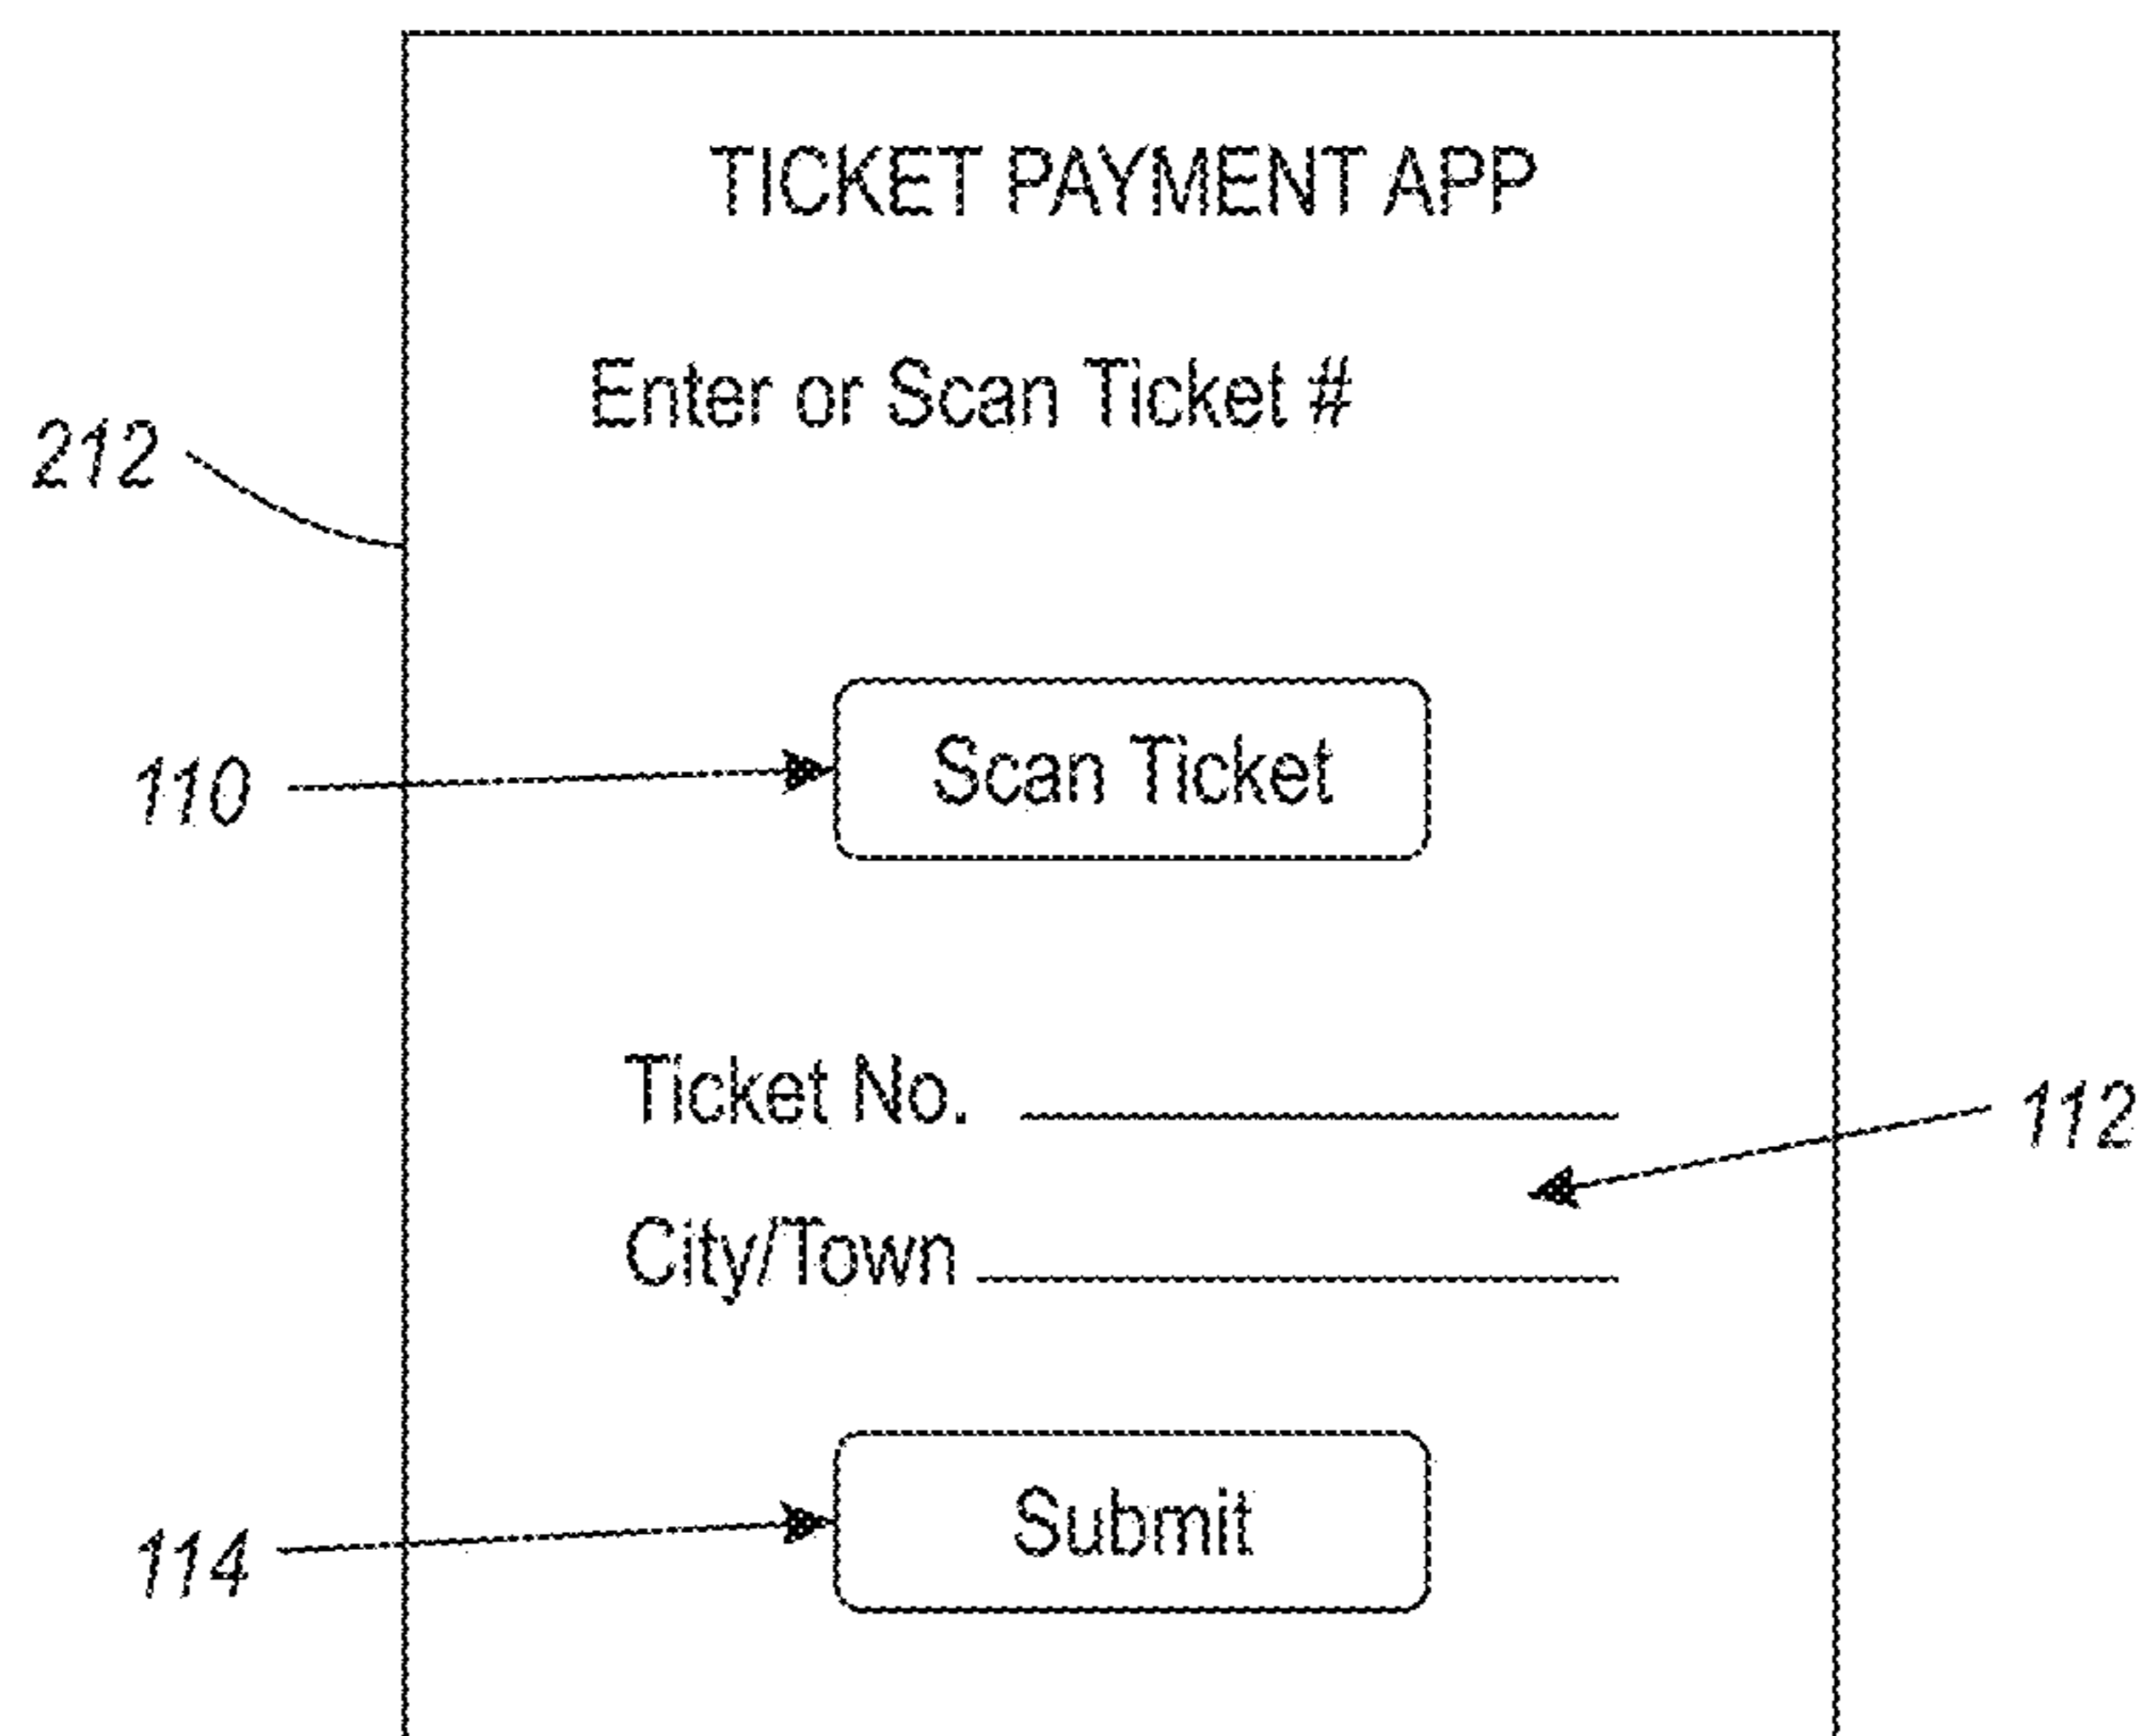 TICKET PAYMENT APP
Enter or Scan Ticket #
212
110
Scan Ticket
Ticket No.
112
City/Town
114
Submit